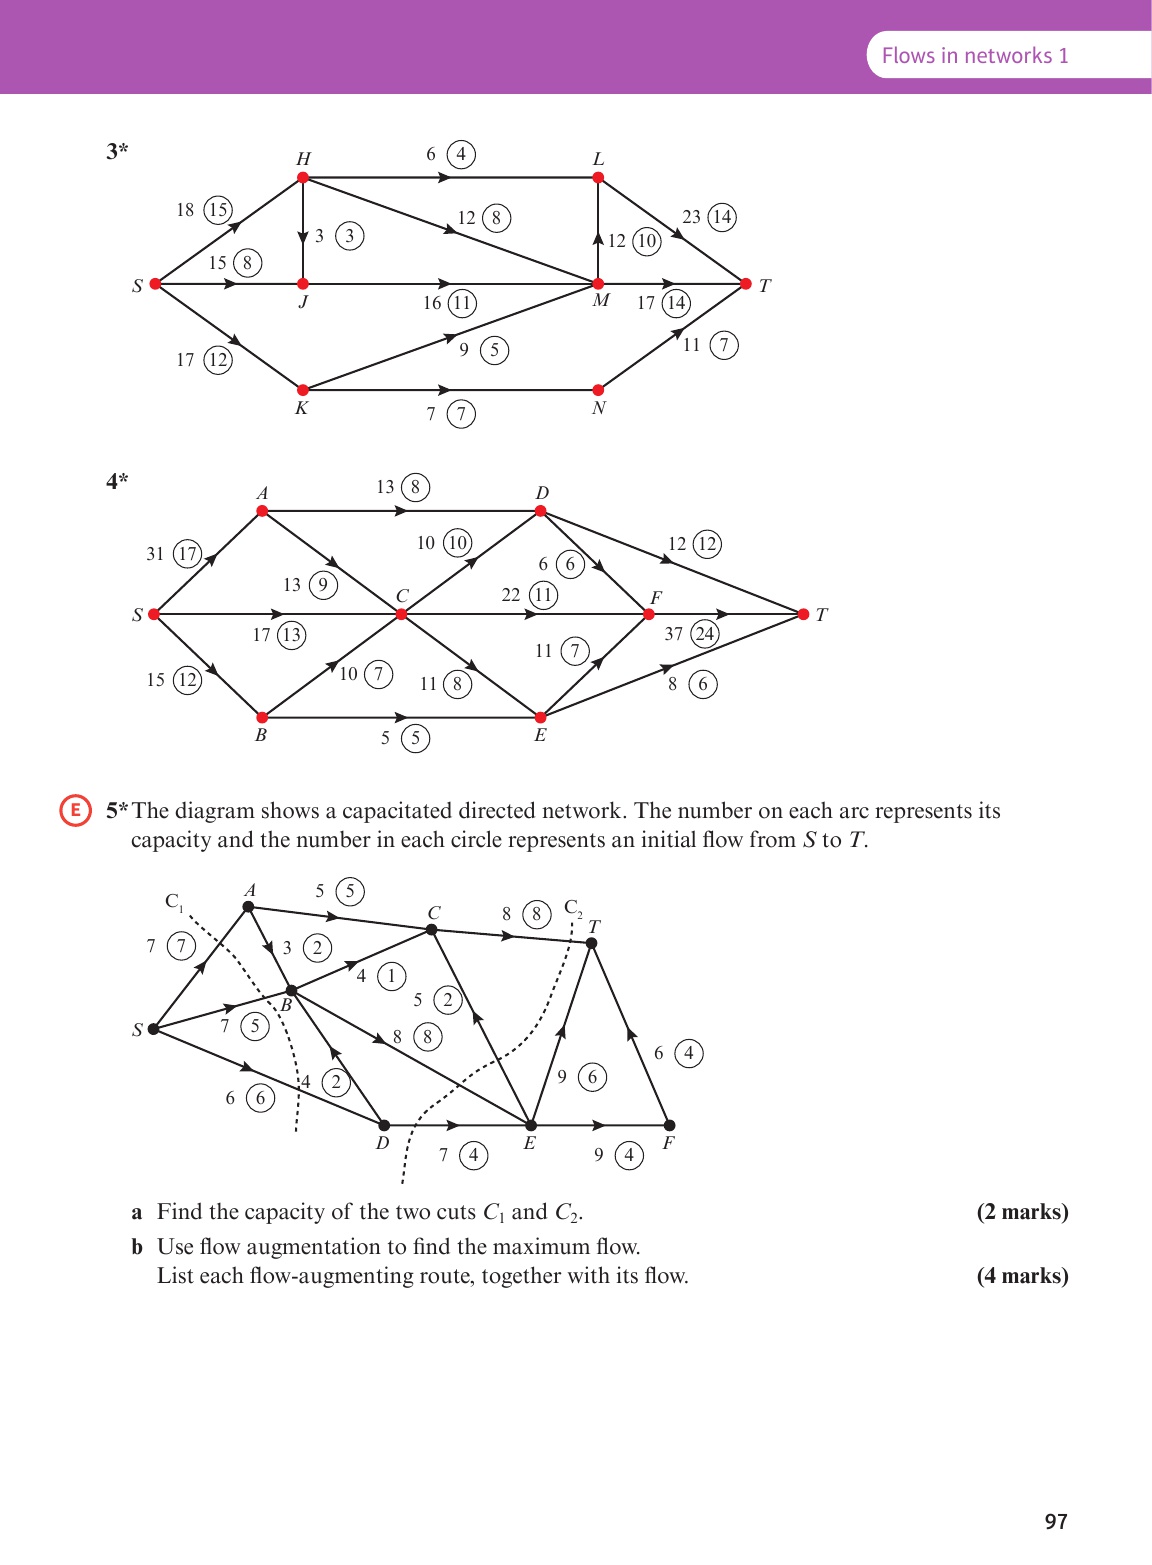 Flows in networks 1
3*
H
6 (4)
L
18 (15)
12 (8)
23 (14)
3 (3)
12 (10)
15 (8)
S
J
16 (11)
M
17 (14)
T
17 (12)
9 (5)
11 (7)
K
7 (7)
N
4*
A
13 (8)
D
31 (17)
10 (10)
12 (12)
6 (6)
13 (9)
C
22 (11)
F
S
T
17 (13)
37 (24)
15 (12)
10 (7)
11 (8)
11 (7)
8 (6)
B
5 (5)
E
E
5* The diagram shows a capacitated directed network. The number on each arc represents its
capacity and the number in each circle represents an initial flow from S to T.
C₁
A
5 (5)
C
8 (8)
C₂
T
7 (7)
3 (2)
4 (1)
B
5 (2)
S
7 (5)
8 (8)
6 (6)
4 (2)
9 (6)
6 (4)
D
7 (4)
E
9 (4)
F
a Find the capacity of the two cuts C₁ and C₂. (2 marks)
b Use flow augmentation to find the maximum flow.
List each flow-augmenting route, together with its flow. (4 marks)
97